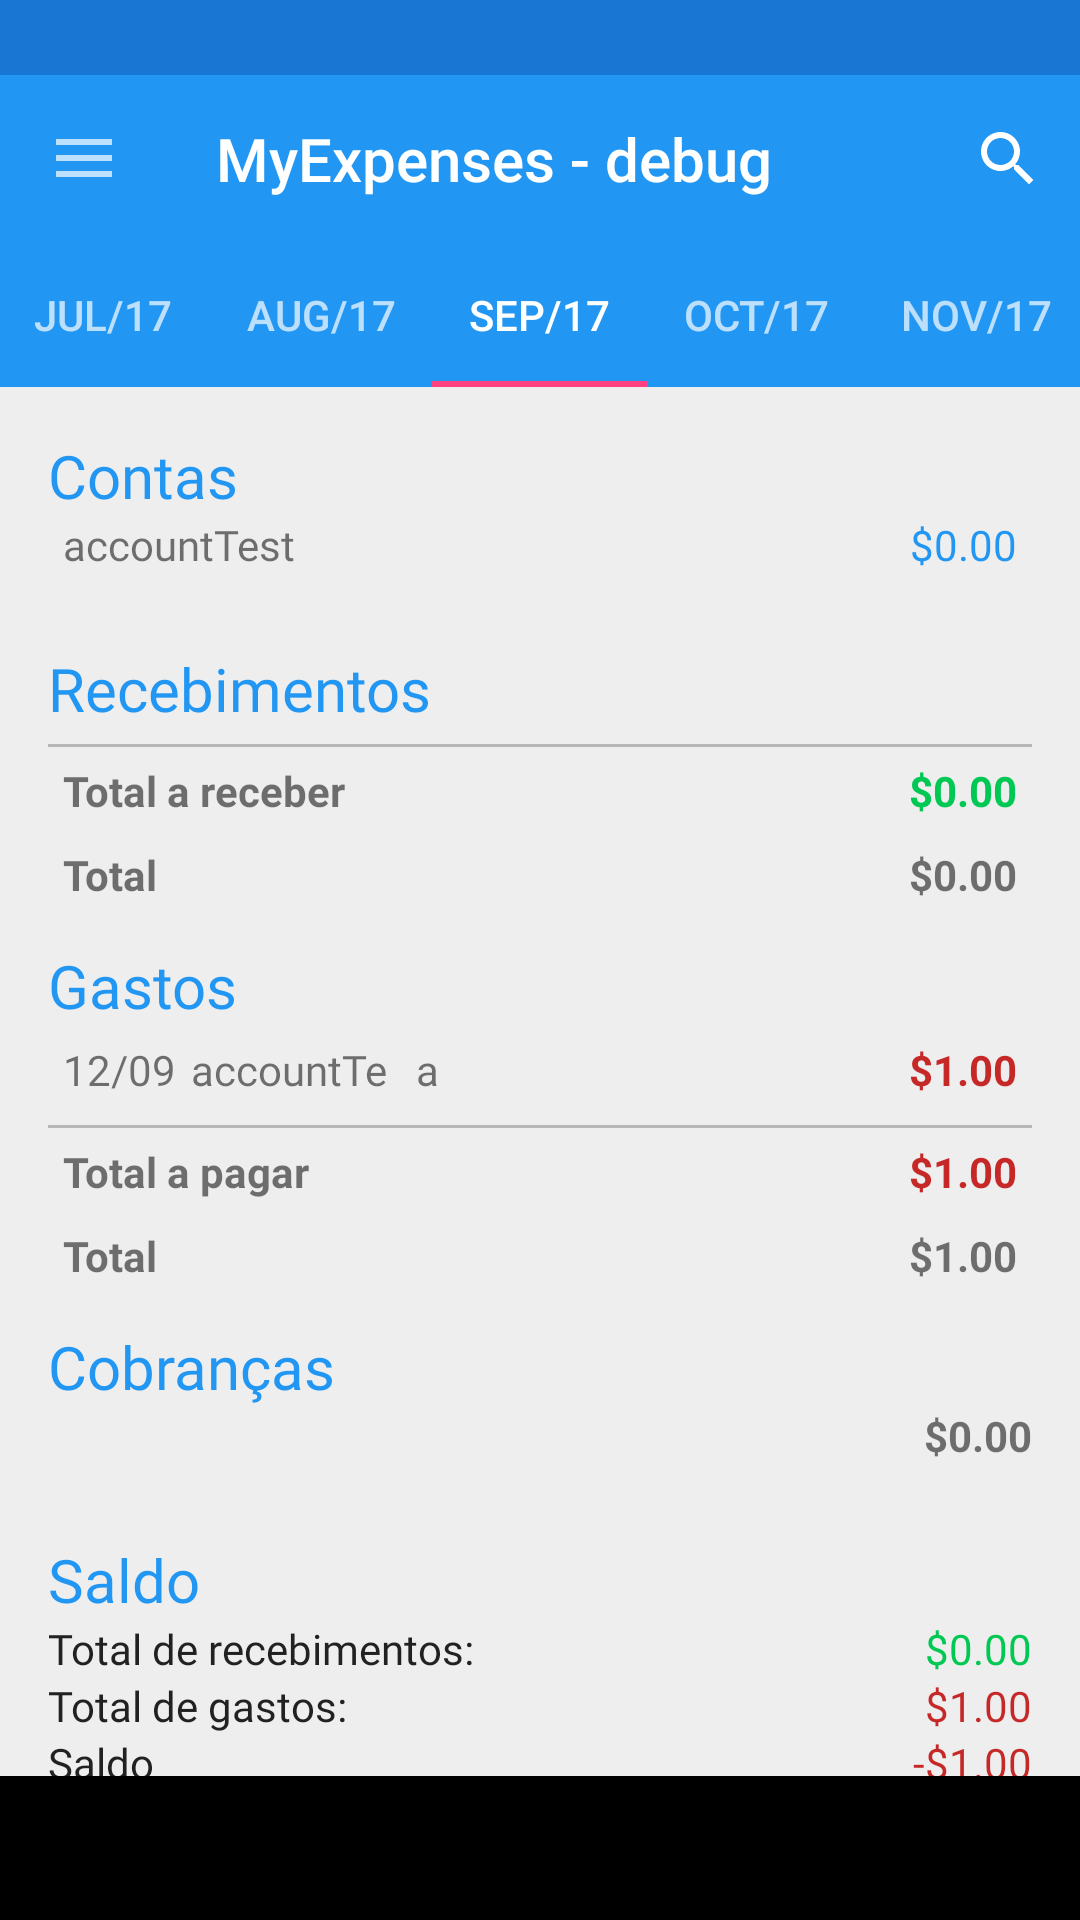 MyExpenses - debug
JUL/17 AUG/17 SEP/17 OCT/17 NOV/17
Contas
accountTest $0.00
Recebimentos
Total a receber $0.00
Total $0.00
Gastos
12/09 accountTe a $1.00
Total a pagar $1.00
Total $1.00
Cobranças
$0.00
Saldo
Total de recebimentos: $0.00
Total de gastos: $1.00
Saldo -$1.00